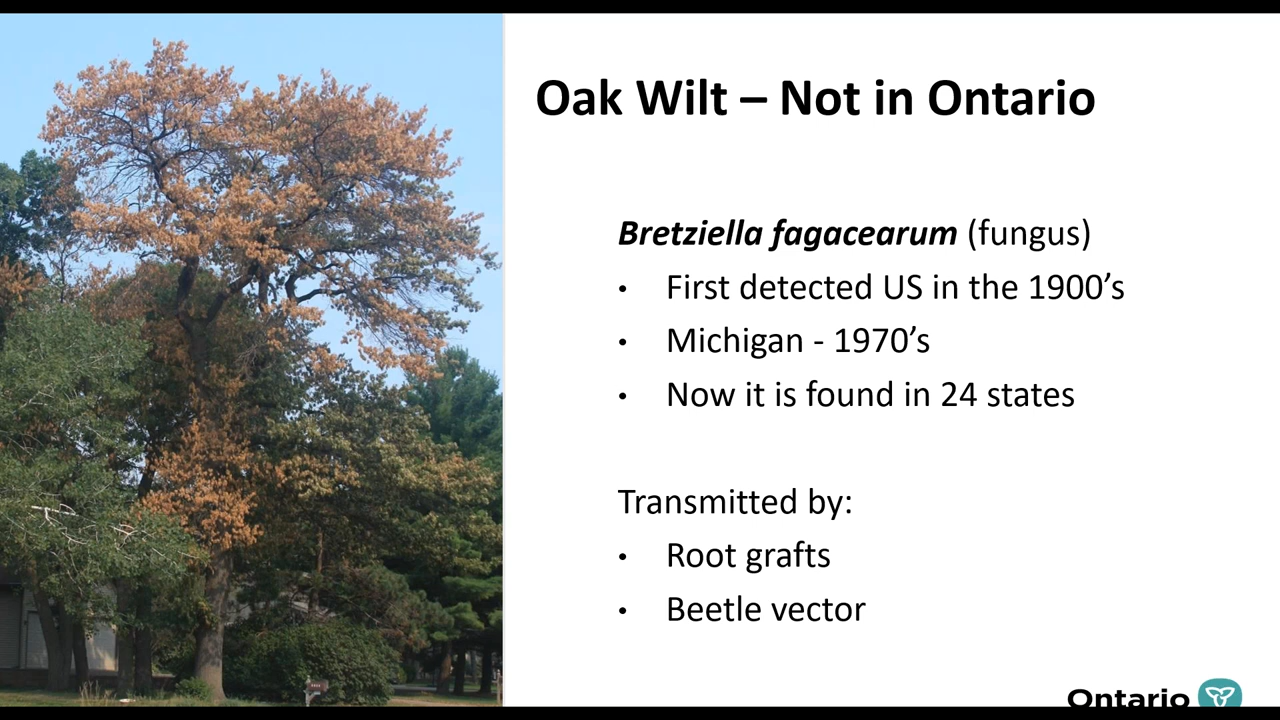 Oak Wilt – Not in Ontario
Bretziella fagacearum (fungus)
• First detected US in the 1900’s
• Michigan - 1970’s
• Now it is found in 24 states
Transmitted by:
• Root grafts
• Beetle vector
Ontario